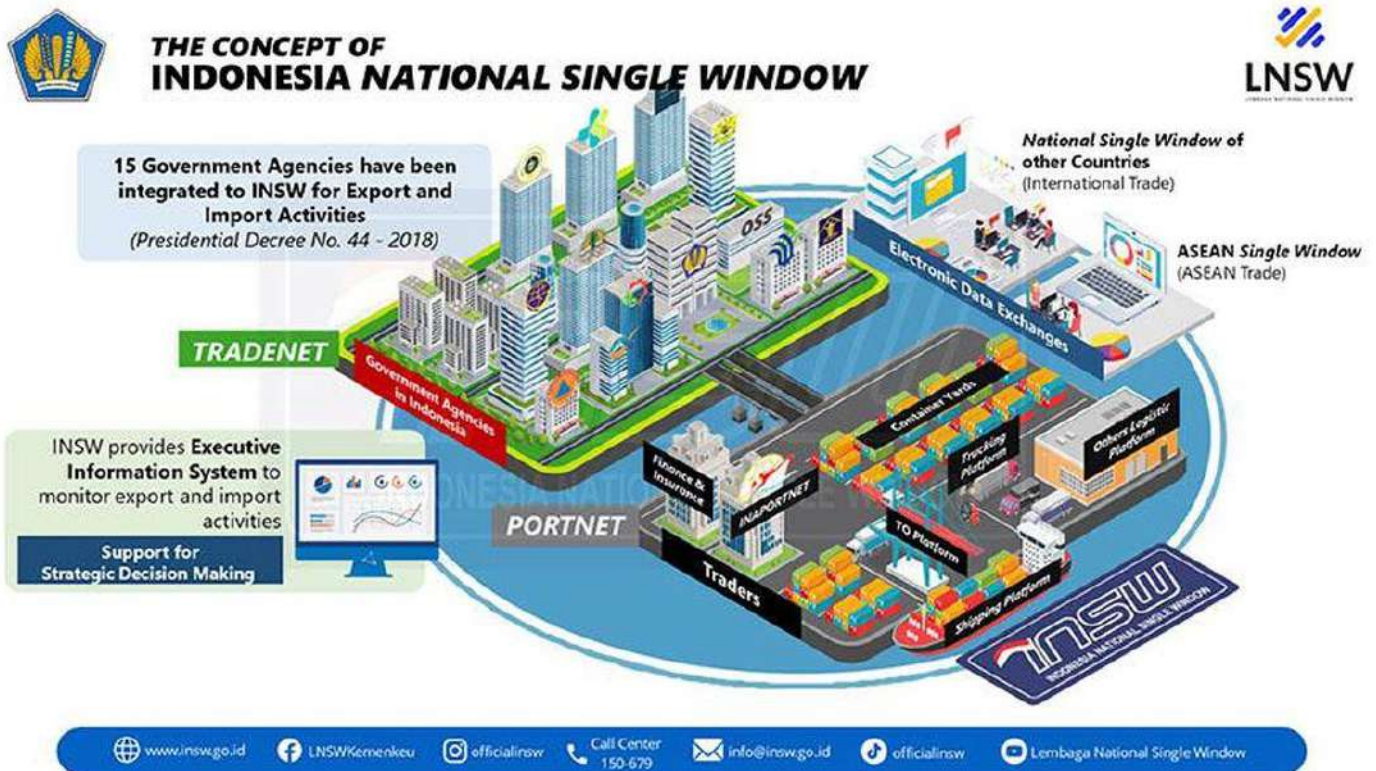 THE CONCEPT OF
INDONESIA NATIONAL SINGLE WINDOW
LNSW
LEMBAGA NATIONAL SINGLE WINDOW
15 Government Agencies have been
integrated to INSW for Export and
Import Activities
(Presidential Decree No. 44 - 2018)
National Single Window of
other Countries
(International Trade)
ASEAN Single Window
(ASEAN Trade)
OSS
Electronic Data Exchanges
TRADENET
Government Agencies
in Indonesia
INSW provides Executive
Information System to
monitor export and import
activities
Support for
Strategic Decision Making
PORTNET
Finance &
Insurance
INAPORTNET
Container Yards
Trucking
Platform
Others Logistic
Platform
TO Platform
Traders
Shipping Platform
INSW
INDONESIA NATIONAL SINGLE WINDOW
www.insw.go.id
LNSWKemenkeu
officialinsw
Call Center
150-679
info@insw.go.id
officialinsw
Lembaga National Single Window